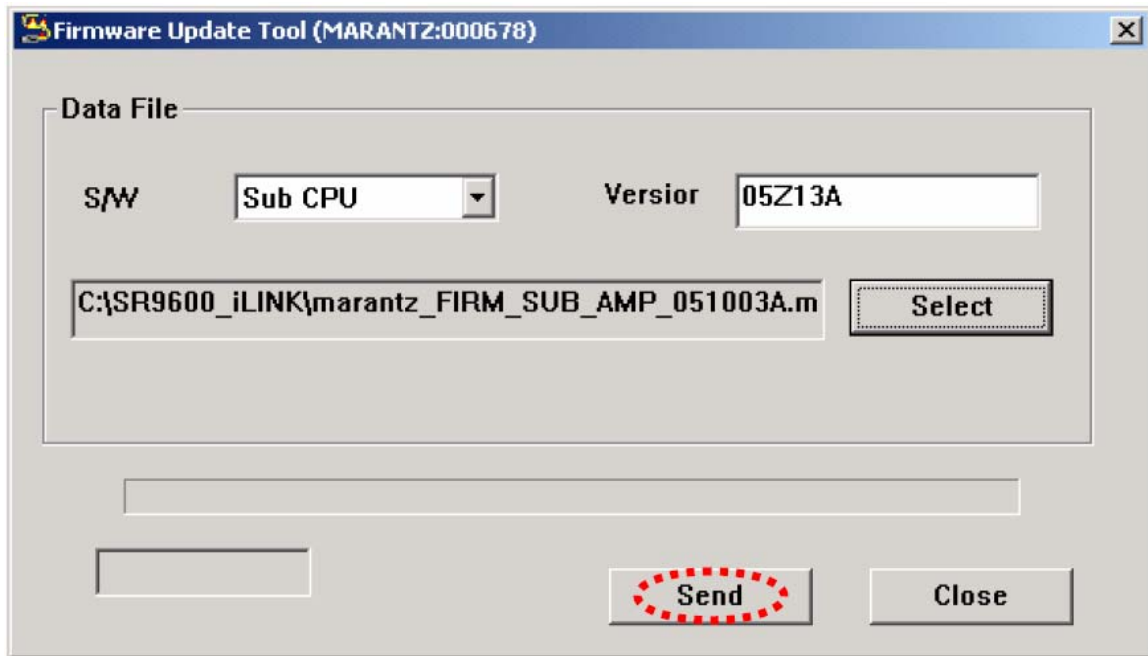 Firmware Update Tool (MARANTZ:000678)
Data File
S/W
Sub CPU
Versior
05Z13A
C:\SR9600_iLINK\marantz_FIRM_SUB_AMP_051003A.m
Select
Send
Close